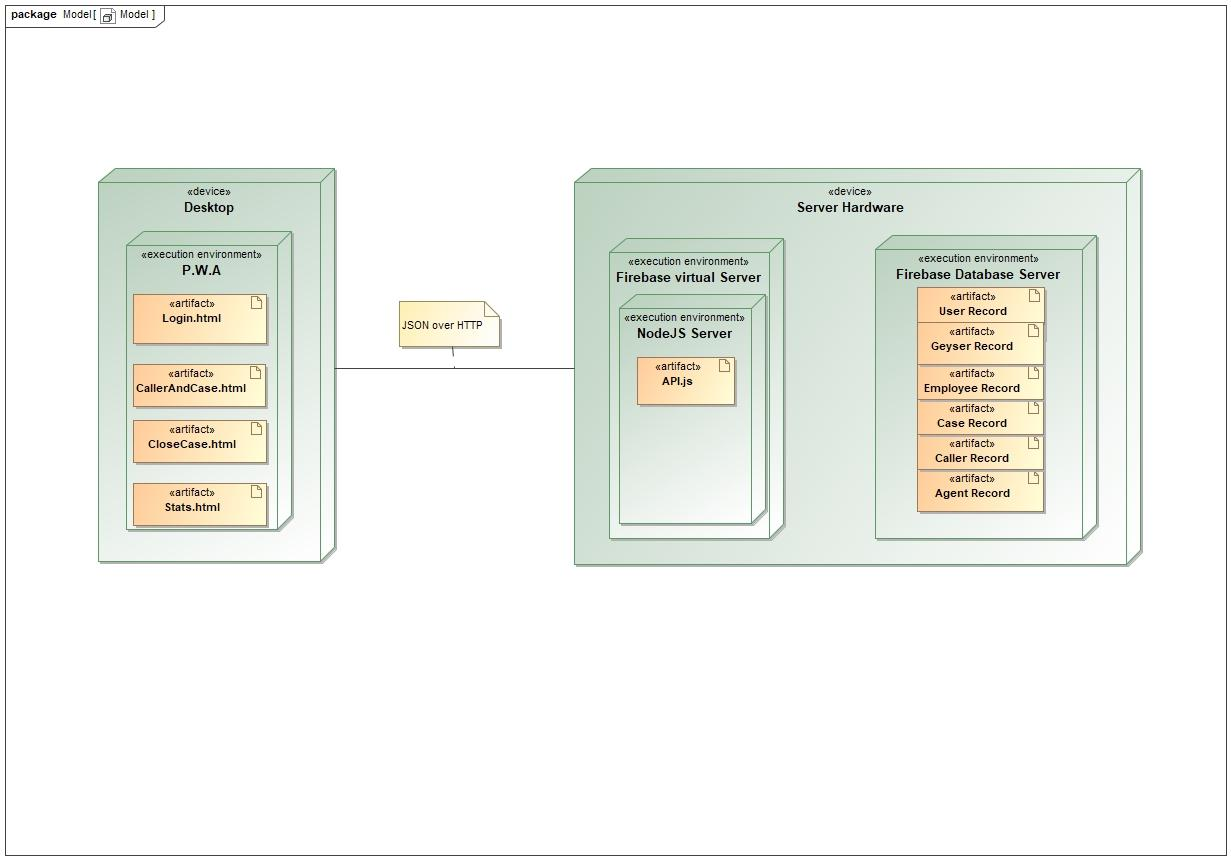 package Model[ Model ]
«device»
Desktop
«execution environment»
P.W.A
«artifact»
Login.html
«artifact»
CallerAndCase.html
«artifact»
CloseCase.html
«artifact»
Stats.html
JSON over HTTP
«device»
Server Hardware
«execution environment»
Firebase virtual Server
«execution environment»
NodeJS Server
«artifact»
API.js
«execution environment»
Firebase Database Server
«artifact»
User Record
«artifact»
Geyser Record
«artifact»
Employee Record
«artifact»
Case Record
«artifact»
Caller Record
«artifact»
Agent Record